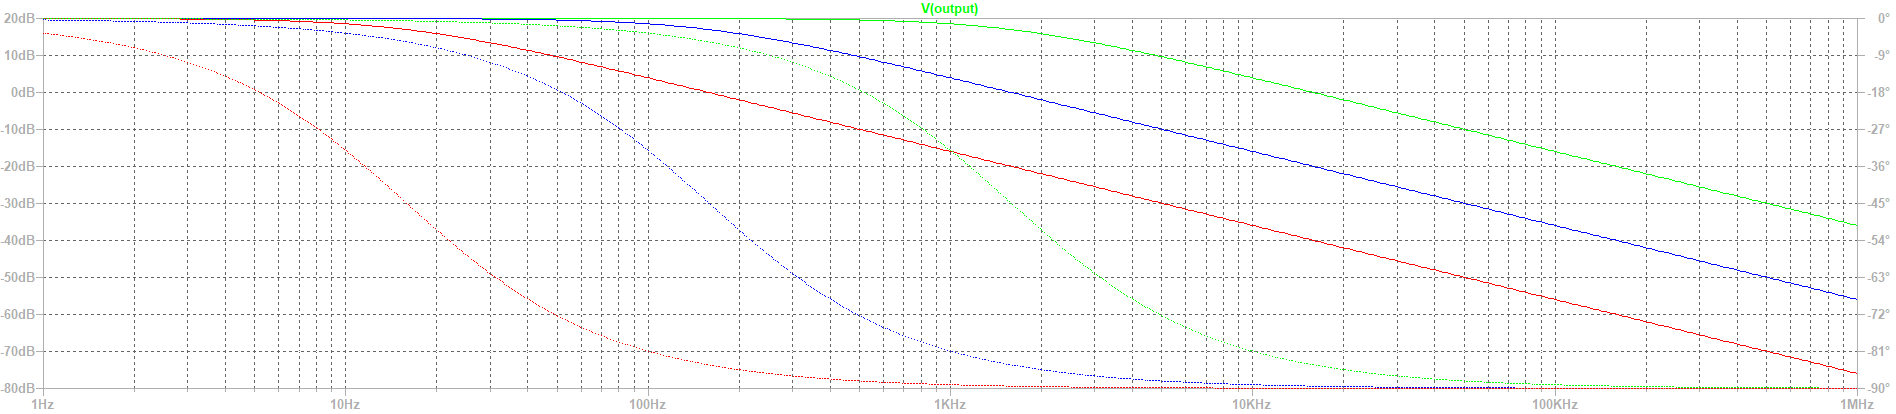 V(output)
20dB 0°
10dB -9°
0dB -18°
-10dB -27°
-20dB -36°
-30dB -45°
-40dB -54°
-50dB -63°
-60dB -72°
-70dB -81°
-80dB -90°
1Hz 10Hz 100Hz 1KHz 10KHz 100KHz 1MHz